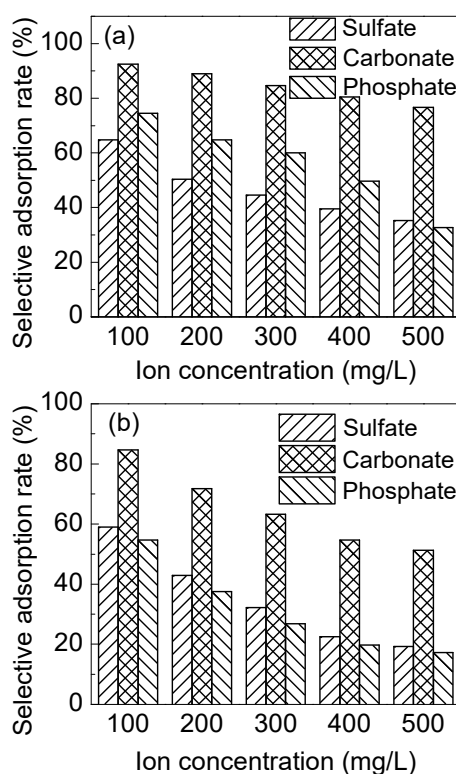 (a)
Sulfate
Carbonate
Phosphate
Selective adsorption rate (%)
100
80
60
40
20
0
100 200 300 400 500
Ion concentration (mg/L)
(b)
Sulfate
Carbonate
Phosphate
Selective adsorption rate (%)
100
80
60
40
20
0
100 200 300 400 500
Ion concentration (mg/L)